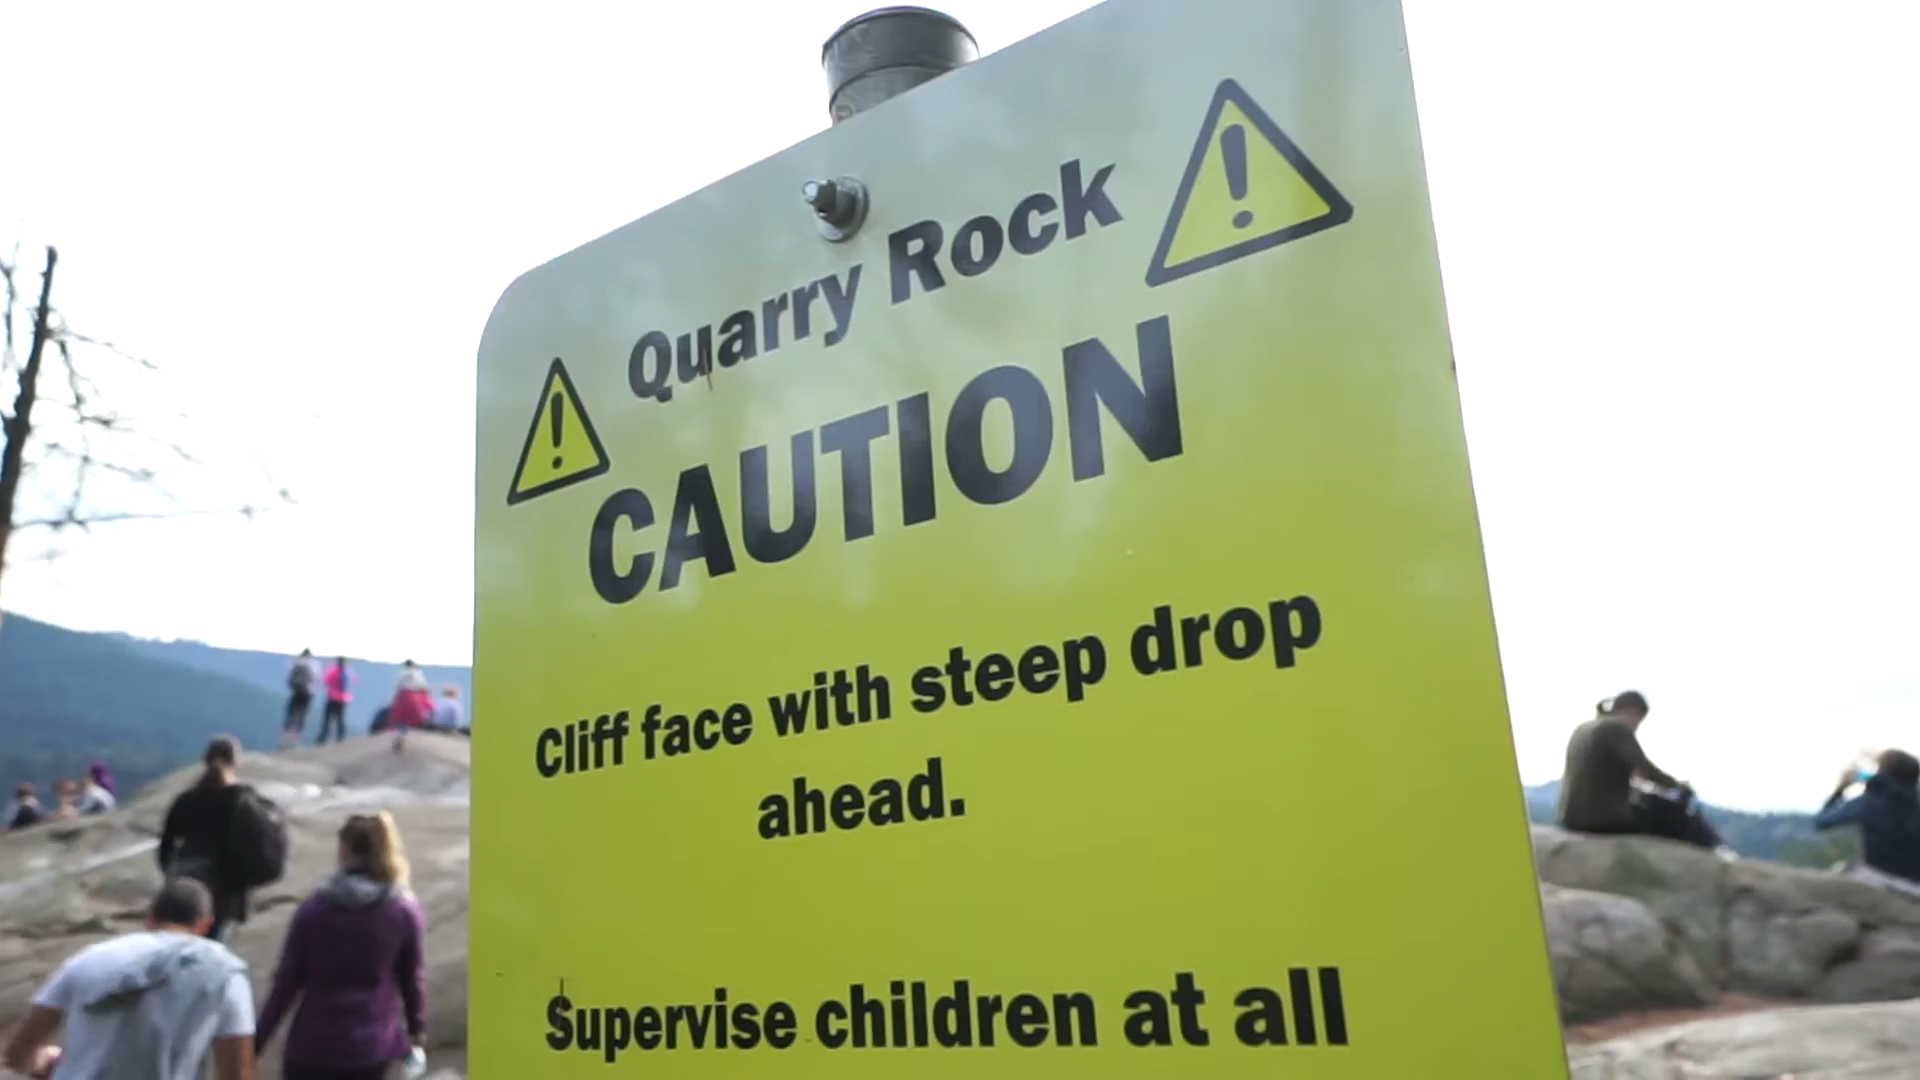 Quarry Rock
CAUTION
Cliff face with steep drop
ahead.
Supervise children at all